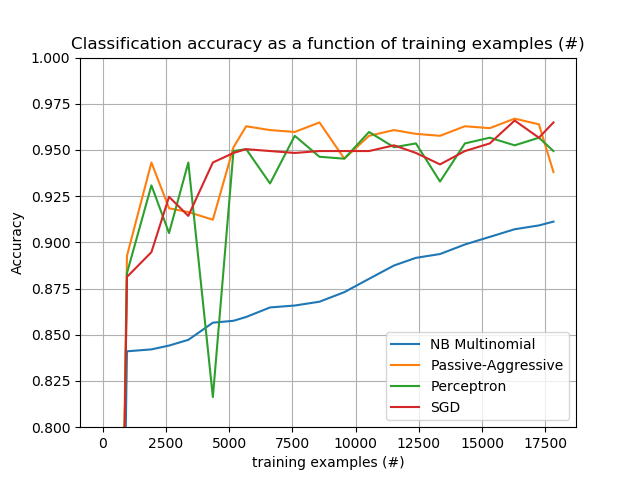 Classification accuracy as a function of training examples (#)
1.000
0.975
0.950
0.925
0.900
0.875
0.850
0.825
0.800
Accuracy
NB Multinomial
Passive-Aggressive
Perceptron
SGD
0 2500 5000 7500 10000 12500 15000 17500
training examples (#)